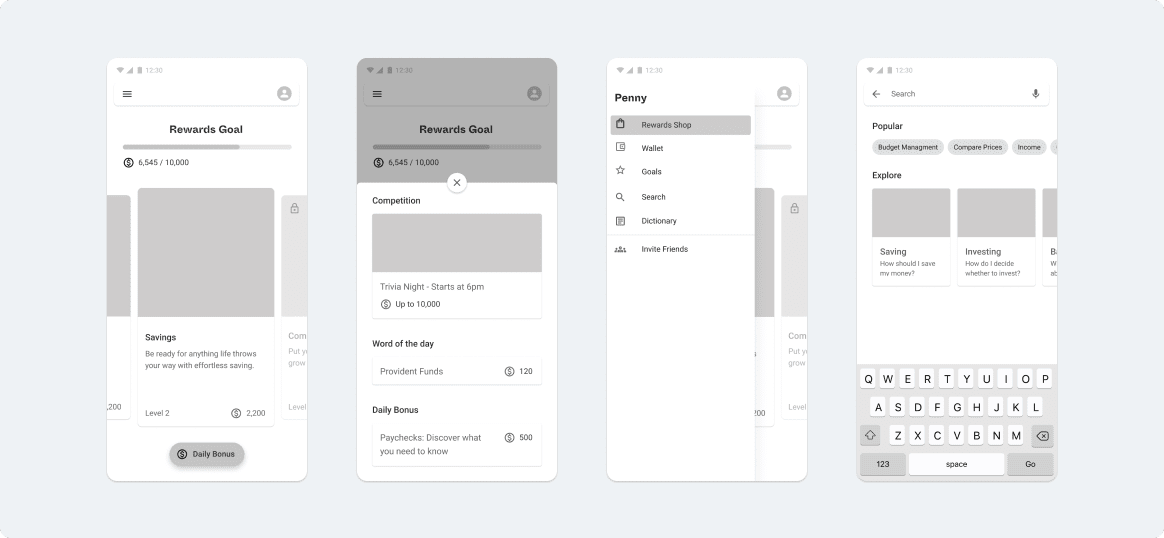 12:30
Rewards Goal
6,545 / 10,000
Savings
Be ready for anything life throws
your way with effortless saving.
,200
Level 2
2,200
Com
Put y
grow
Level
Daily Bonus
12:30
Rewards Goal
6,545 / 10,000
Competition
Trivia Night - Starts at 6pm
Up to 10,000
Word of the day
Provident Funds
120
Daily Bonus
Paychecks: Discover what
you need to know
500
12:30
Penny
Rewards Shop
Wallet
Goals
Search
Dictionary
Invite Friends
s
200
Com
Put yo
grow
Level
12:30
Search
Popular
Budget Managment
Compare Prices
Income
Explore
Saving
How should I save
my money?
Investing
How do I decide
whether to invest?
B
W
ab
Q W E R T Y U I O P
A S D F G H J K L
Z X C V B N M
123 space Go